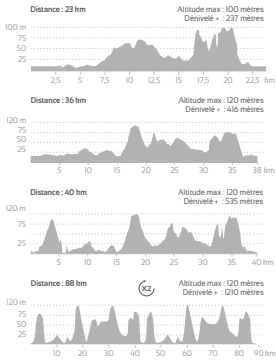 Distance : 23 km Altitude max : 100 mètres
Dénivelé + : 237 mètres
100 m
75
50
25
2,5 5 7,5 10 12,5 15 17,5 20 22,5 km
Distance : 36 km Altitude max : 120 mètres
Dénivelé + : 416 mètres
120 m
75
50
25
5 10 15 20 25 30 35 38 km
Distance : 40 km Altitude max : 120 mètres
Dénivelé + : 535 mètres
120 m
75
25
5 10 15 20 25 30 35 40 km
Distance : 88 km X2 Altitude max : 120 mètres
Dénivelé + : 1210 mètres
120 m
75
50
25
10 20 30 40 50 60 70 80 90 km